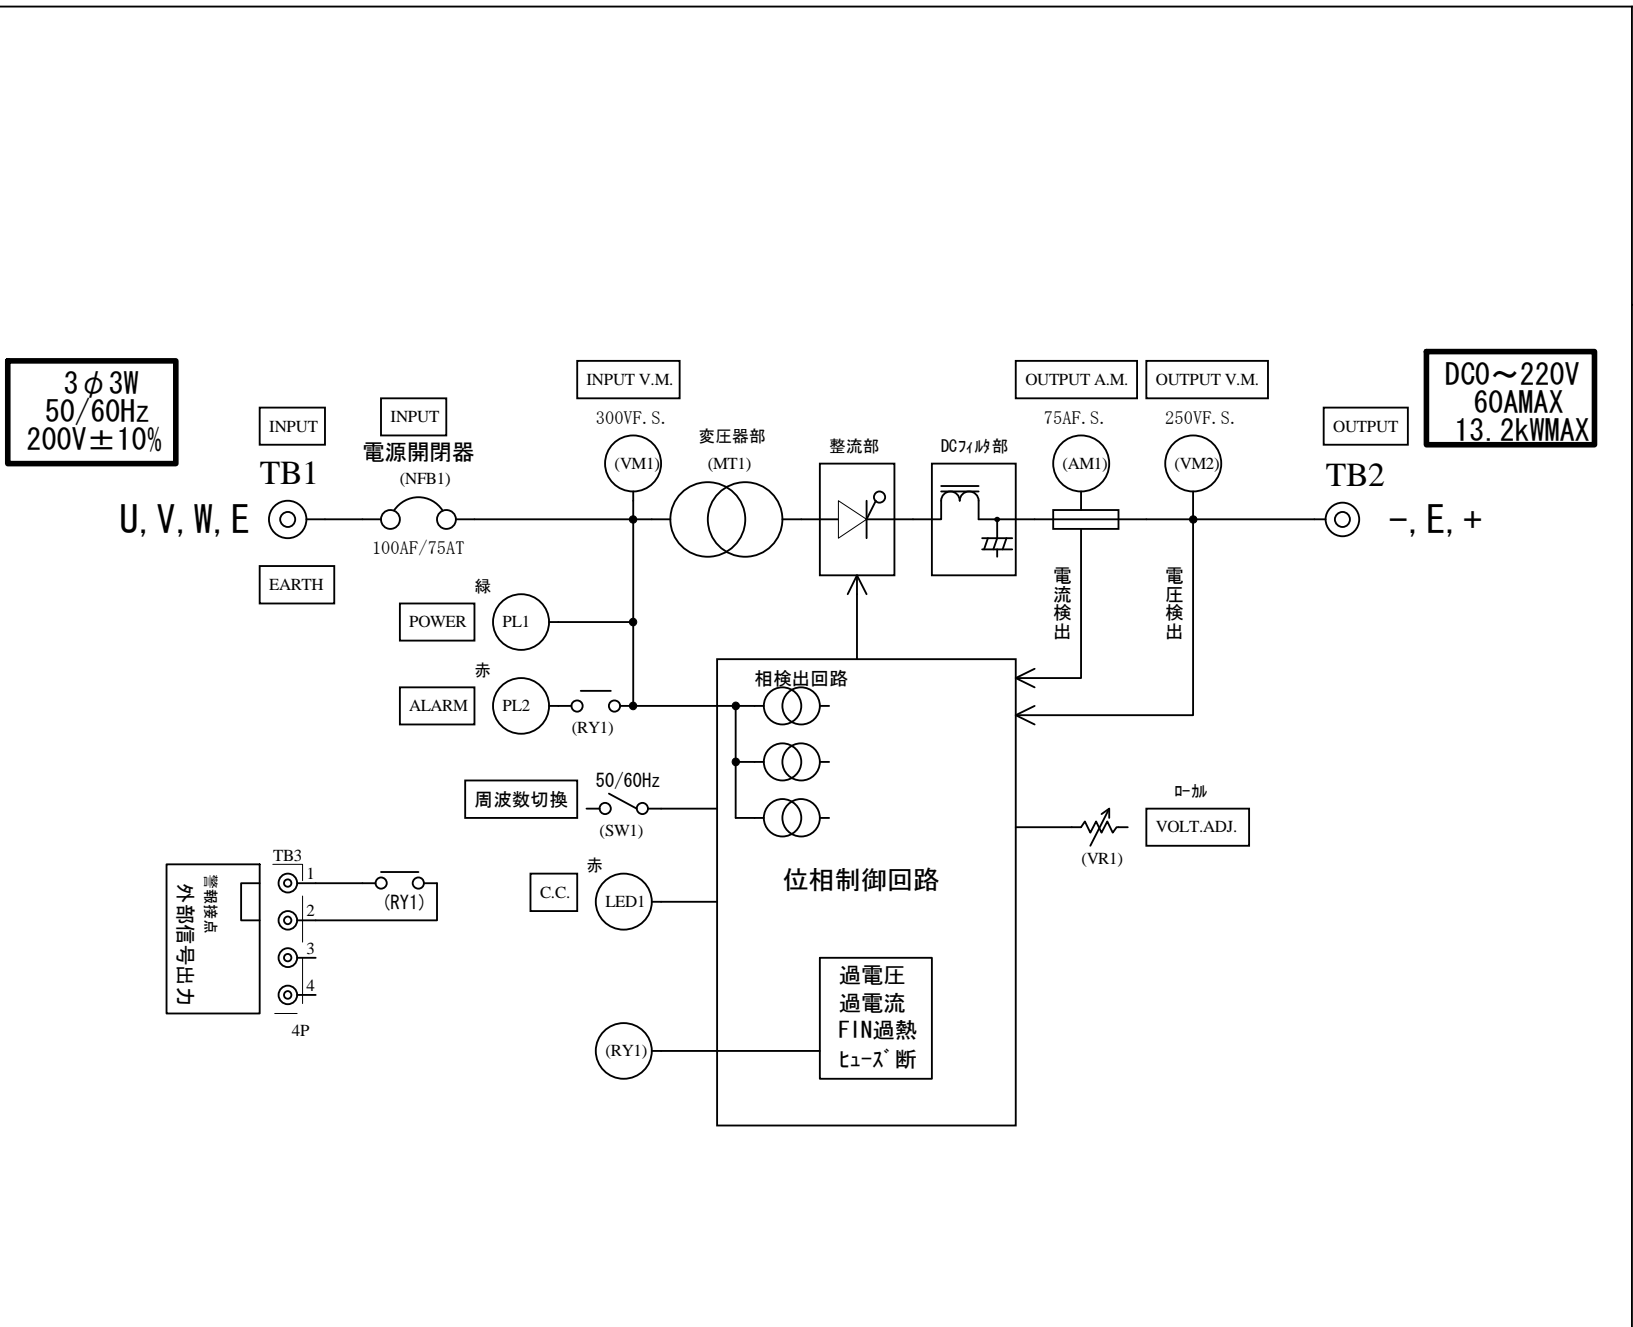 3φ3W
50/60Hz
200V±10%
INPUT
TB1
U,V,W,E
EARTH
INPUT
電源開閉器
(NFB1)
100AF/75AT
INPUT V.M.
300VF.S.
(VM1)
変圧器部
(MT1)
整流部
DCフィルタ部
OUTPUT A.M.
75AF.S.
(AM1)
OUTPUT V.M.
250VF.S.
(VM2)
OUTPUT
TB2
−,E,+
DC0～220V
60AMAX
13.2kWMAX
電流検出
電圧検出
緑
POWER
PL1
赤
ALARM
PL2
(RY1)
相検出回路
周波数切換
50/60Hz
(SW1)
ローカル
VOLT.ADJ.
(VR1)
赤
C.C.
LED1
位相制御回路
過電圧
過電流
FIN過熱
ヒューズ断
(RY1)
TB3
警報接点
外部信号出力
1
2
3
4
(RY1)
4P